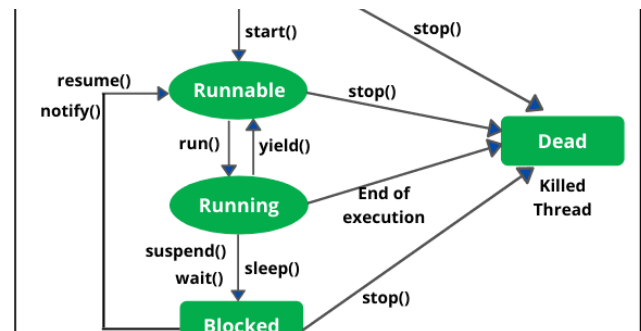 start()
stop()
resume()
notify()
Runnable
stop()
run()
yield()
Dead
Killed
Thread
Running
End of
execution
suspend()
wait()
sleep()
stop()
Blocked